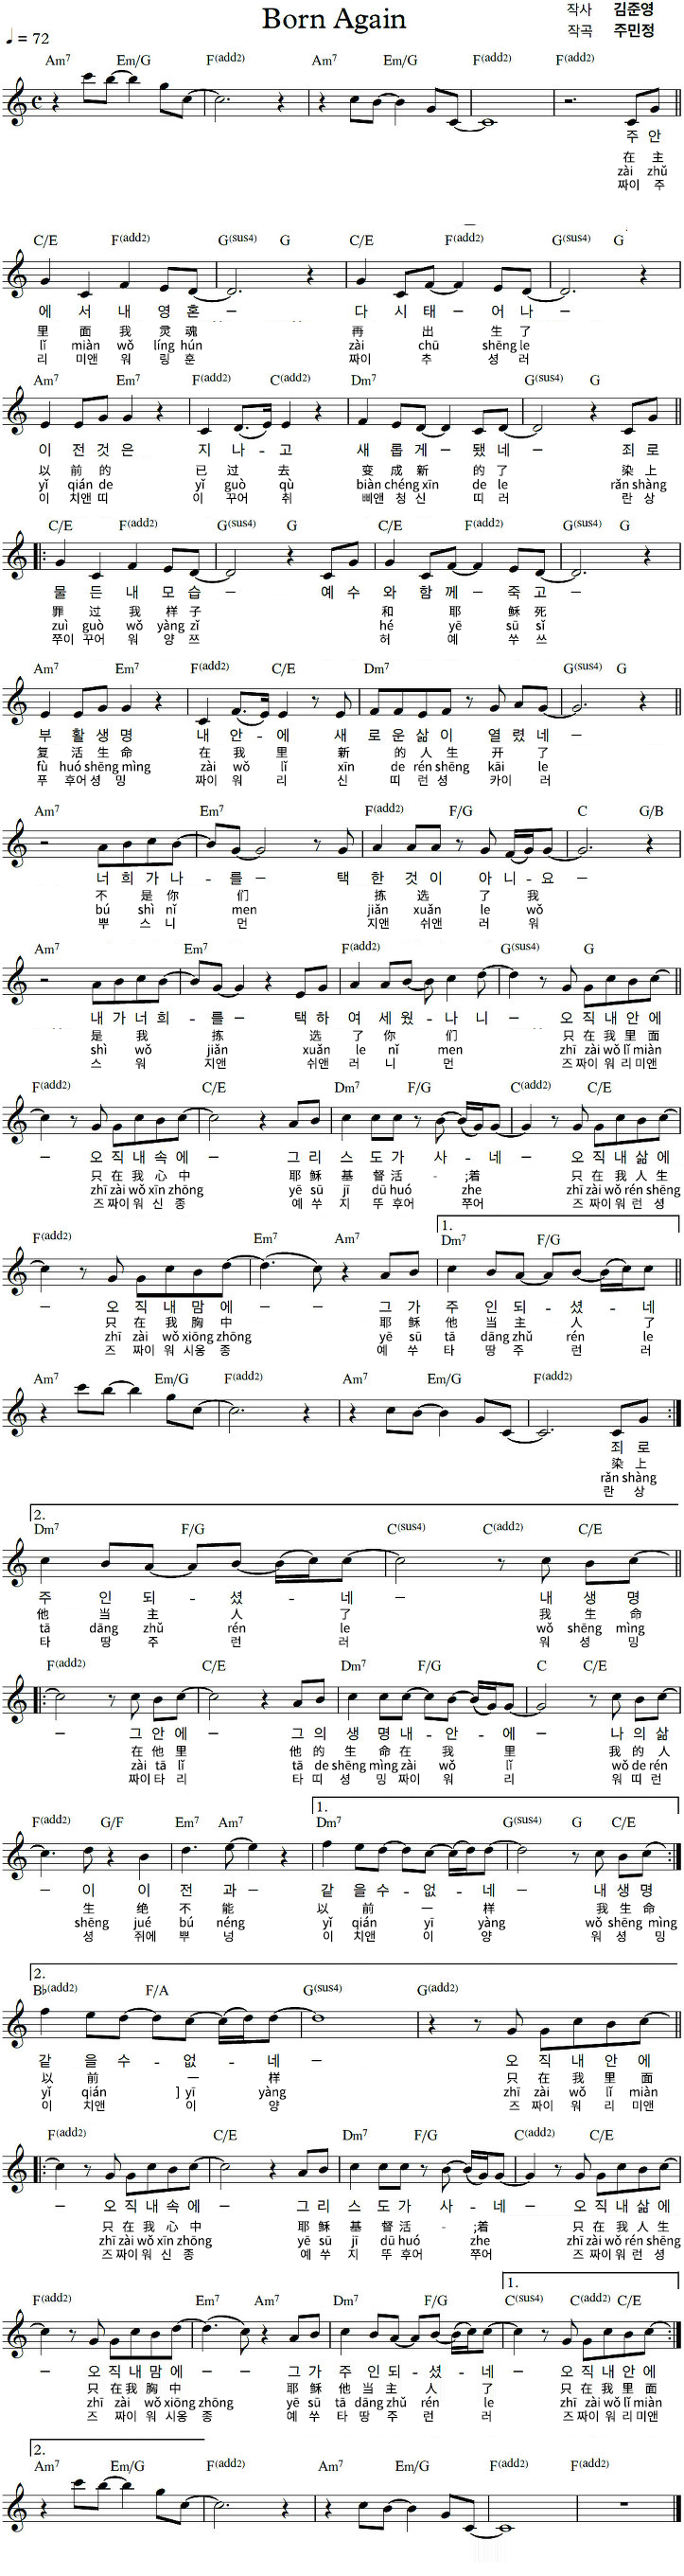 Born Again
작사 김준영
작곡 주민정
♩ = 72
Am7 Em/G F(add2) Am7 Em/G F(add2) F(add2)
주 안
在 主
zài zhǔ
짜이 주
C/E F(add2) G(sus4) G C/E F(add2) G(sus4) G
에 서 내 영 혼 – 다 시 태 – 어 나 –
里 面 我 灵 魂 再 出 生 了
lǐ miàn wǒ líng hún zài chū shēng le
리 미앤 워 링 훈 짜이 추 셩 러
Am7 Em7 F(add2) C(add2) Dm7 G(sus4) G
이 전 것 은 지 나 - 고 새 롭 게 – 됐 네 – 죄 로
以 前 的 已 过 去 变 成 新 的 了 染 上
yǐ qián de yǐ guò qù biàn chéng xīn de le rǎn shàng
이 치앤 띠 이 꾸어 취 삐앤 청 신 띠 러 란 상
C/E F(add2) G(sus4) G C/E F(add2) G(sus4) G
물 든 내 모 습 – 예 수 와 함 께 – 죽 고 –
罪 过 我 样 子 和 耶 稣 死
zuì guò wǒ yàng zǐ hé yē sū sǐ
쭈이 꾸어 워 양 쯔 허 예 쑤 쓰
Am7 Em7 F(add2) C/E Dm7 G(sus4) G
부 활 생 명 내 안 - 에 새 로 운 삶 이 열 렸 네 –
复 活 生 命 在 我 里 新 的 人 生 开 了
fù huó shēng mìng zài wǒ lǐ xīn de rén shēng kāi le
푸 후어 셩 밍 짜이 워 리 신 띠 런 셩 카이 러
Am7 Em7 F(add2) F/G C G/B
너 희 가 나 - 를 – 택 한 것 이 아 니 - 요 –
不 是 你 们 拣 选 了 我
bú shì nǐ men jiǎn xuǎn le wǒ
뿌 스 니 먼 지앤 쉬앤 러 워
Am7 Em7 F(add2) G(sus4) G
내 가 너 희 - 를 – 택 하 여 세 웠 - 나 니 – 오 직 내 안 에
是 我 拣 选 了 你 们 只 在 我 里 面
shì wǒ jiǎn xuǎn le nǐ men zhī zài wǒ lǐ miàn
스 워 지앤 쉬앤 러 니 먼 즈 짜이 워 리 미앤
F(add2) C/E Dm7 F/G C(add2) C/E
– 오 직 내 속 에 – 그 리 스 도 가 사 - 네 – 오 직 내 삶 에
只 在 我 心 中 耶 稣 基 督 活 - ;着 只 在 我 人 生
zhī zài wǒ xīn zhōng yē sū jī dū huó zhe zhī zài wǒ rén shēng
즈 짜이 워 신 종 예 쑤 지 뚜 후어 쭈어 즈 짜이 워 런 셩
F(add2) Em7 Am7 1. Dm7 F/G
– 오 직 내 맘 에 – – 그 가 주 인 되 - 셨 - 네
只 在 我 胸 中 耶 稣 他 当 主 人 了
zhī zài wǒ xiōng zhōng yē sū tā dāng zhǔ rén le
즈 짜이 워 시옹 종 예 쑤 타 땅 주 런 러
Am7 Em/G F(add2) Am7 Em/G F(add2)
죄 로
染 上
rǎn shàng
란 상
2.
Dm7 F/G C(sus4) C(add2) C/E
주 인 되 - 셨 - 네 – 내 생 명
他 当 主 人 了 我 生 命
tā dāng zhǔ rén le wǒ shēng mìng
타 땅 주 런 러 워 셩 밍
F(add2) C/E Dm7 F/G C C/E
– 그 안 에 – 그 의 생 명 내 - 안 - 에 – 나 의 삶
在 他 里 他 的 生 命 在 我 里 我 的 人
zài tā lǐ tā de shēng mìng zài wǒ lǐ wǒ de rén
짜이 타 리 타 띠 셩 밍 짜이 워 리 워 띠 런
F(add2) G/F Em7 Am7 1. Dm7 G(sus4) G C/E
– 이 이 전 과 – 같 을 수 - 없 - 네 – 내 생 명
生 绝 不 能 以 前 一 样 我 生 命
shēng jué bú néng yǐ qián yī yàng wǒ shēng mìng
셩 쥐에 뿌 넝 이 치앤 이 양 워 셩 밍
2.
B♭(add2) F/A G(sus4) G(add2)
같 을 수 - 없 - 네 – 오 직 내 안 에
以 前 一 样 只 在 我 里 面
yǐ qián ] yī yàng zhī zài wǒ lǐ miàn
이 치앤 이 양 즈 짜이 워 리 미앤
F(add2) C/E Dm7 F/G C(add2) C/E
– 오 직 내 속 에 – 그 리 스 도 가 사 - 네 – 오 직 내 삶 에
只 在 我 心 中 耶 稣 基 督 活 - ;着 只 在 我 人 生
zhī zài wǒ xīn zhōng yē sū jī dū huó zhe zhī zài wǒ rén shēng
즈 짜이 워 신 종 예 쑤 지 뚜 후어 쭈어 즈 짜이 워 런 셩
F(add2) Em7 Am7 Dm7 F/G 1. C(sus4) C(add2) C/E
– 오 직 내 맘 에 – – 그 가 주 인 되 - 셨 - 네 – 오 직 내 안 에
只 在 我 胸 中 耶 稣 他 当 主 人 了 只 在 我 里 面
zhī zài wǒ xiōng zhōng yē sū tā dāng zhǔ rén le zhī zài wǒ lǐ miàn
즈 짜이 워 시옹 종 예 쑤 타 땅 주 런 러 즈 짜이 워 리 미앤
2.
Am7 Em/G F(add2) Am7 Em/G F(add2) F(add2)